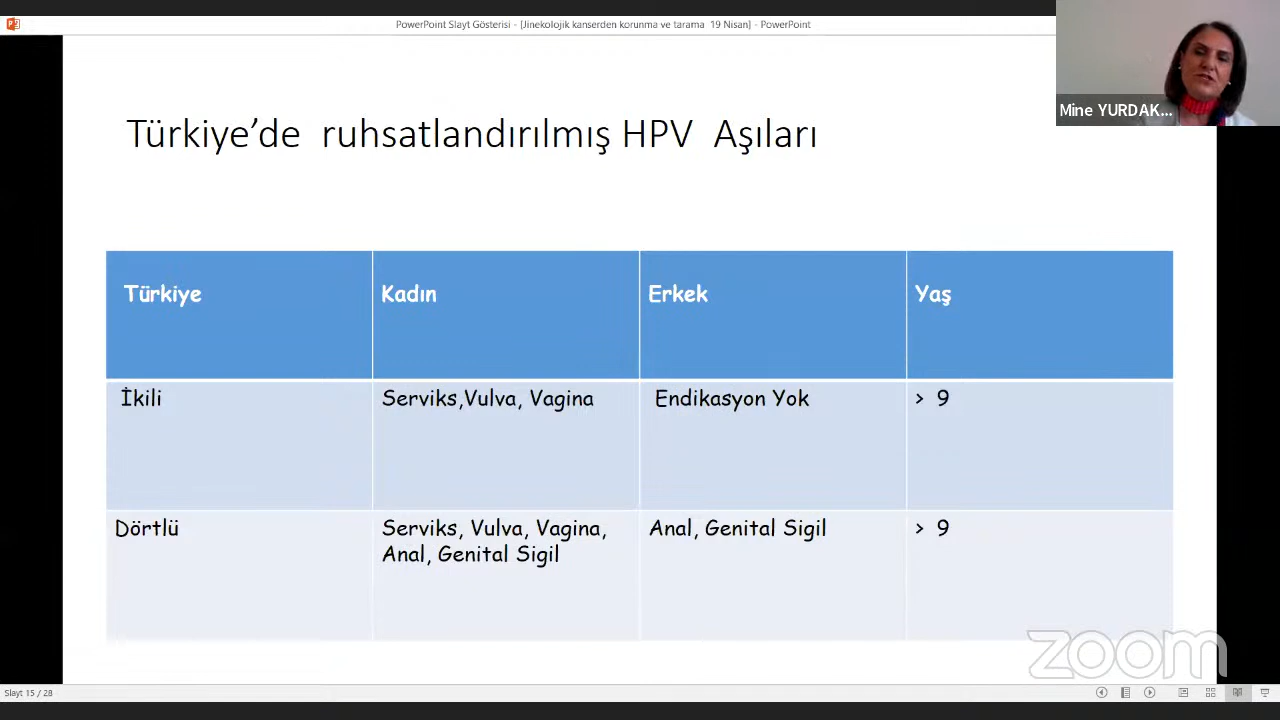 PowerPoint Slayt Gösterisi - [Jinekolojik kanserden korunma ve tarama 19 Nisan] - PowerPoint
Mine YURDAK...
Türkiye’de ruhsatlandırılmış HPV Aşıları
Türkiye Kadın Erkek Yaş
İkili Serviks,Vulva, Vagina Endikasyon Yok > 9
Dörtlü Serviks, Vulva, Vagina, Anal, Genital Sigil > 9
Anal, Genital Sigil
zoom
Slayt 15 / 28